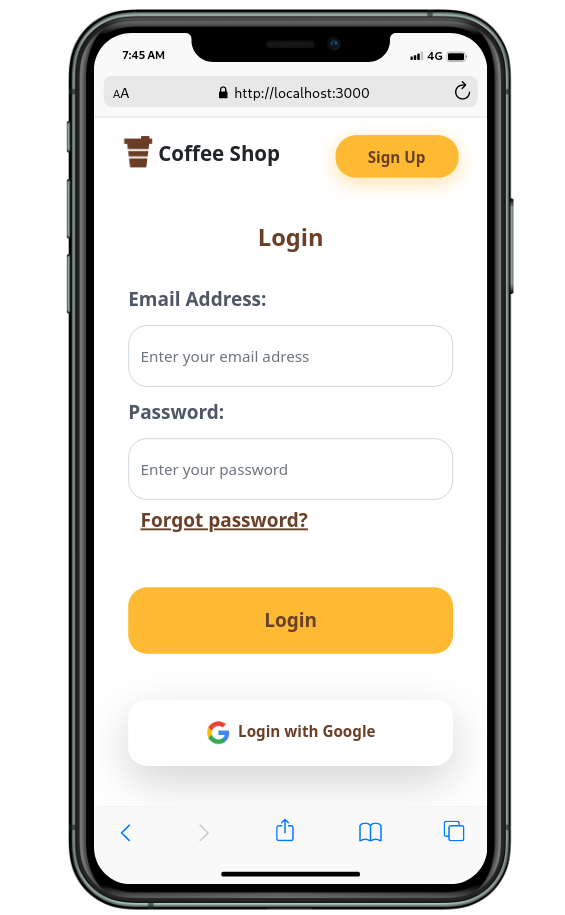 7:45 AM
4G
AA
http://localhost:3000
Coffee Shop
Sign Up
Login
Email Address:
Enter your email adress
Password:
Enter your password
Forgot password?
Login
Login with Google